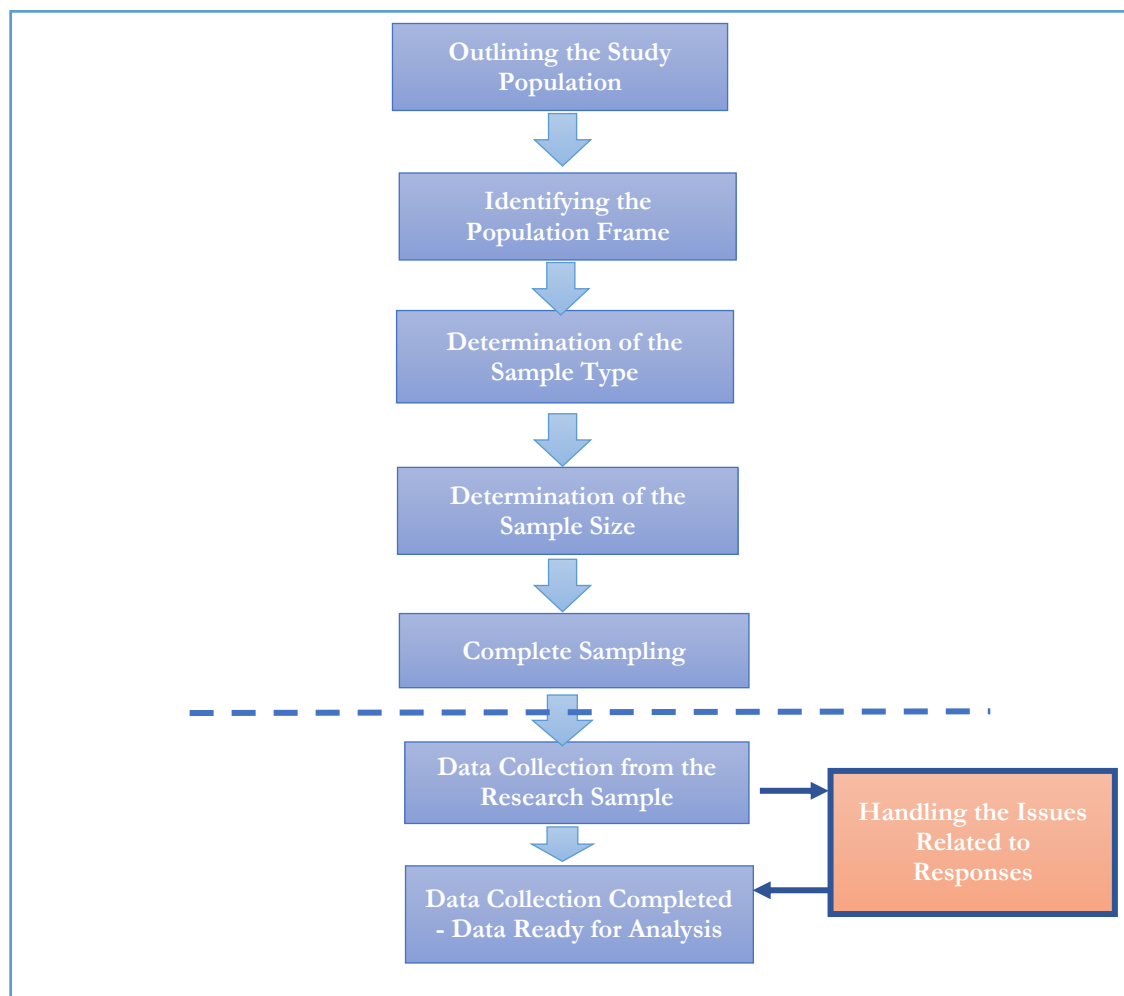 Outlining the Study
Population
Identifying the
Population Frame
Determination of the
Sample Type
Determination of the
Sample Size
Complete Sampling
Data Collection from the
Research Sample
Handling the Issues
Related to
Responses
Data Collection Completed
- Data Ready for Analysis